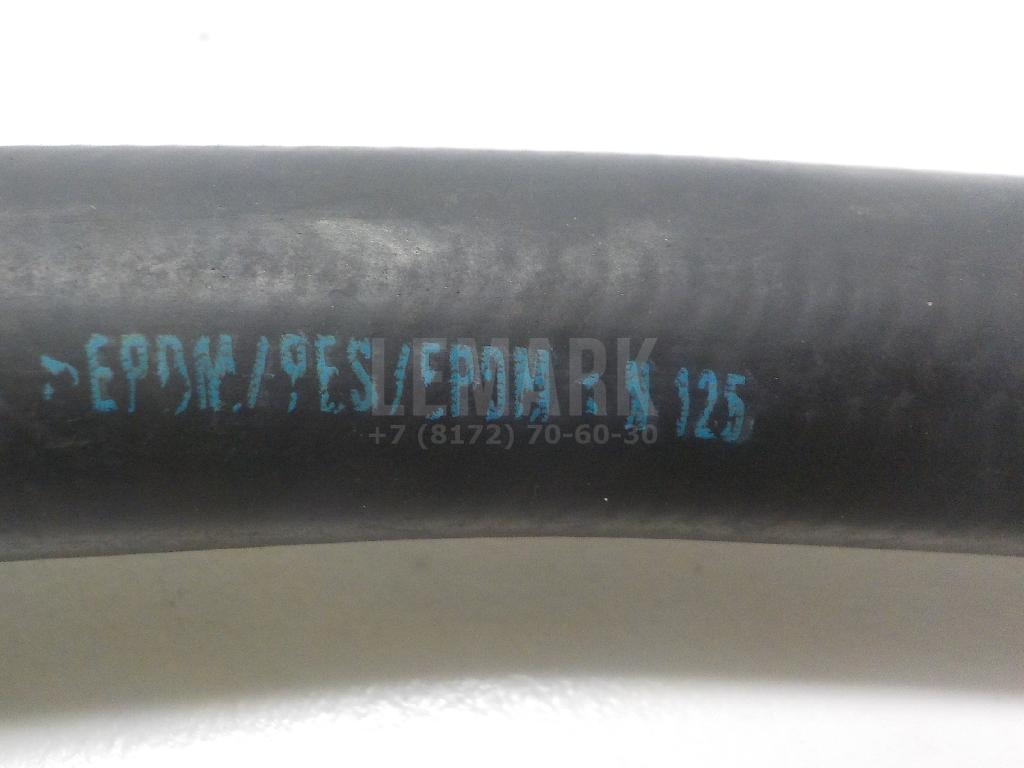 >EPDM/PES/EPDM< N 125
LEMARK
+7 (8172) 70-60-30